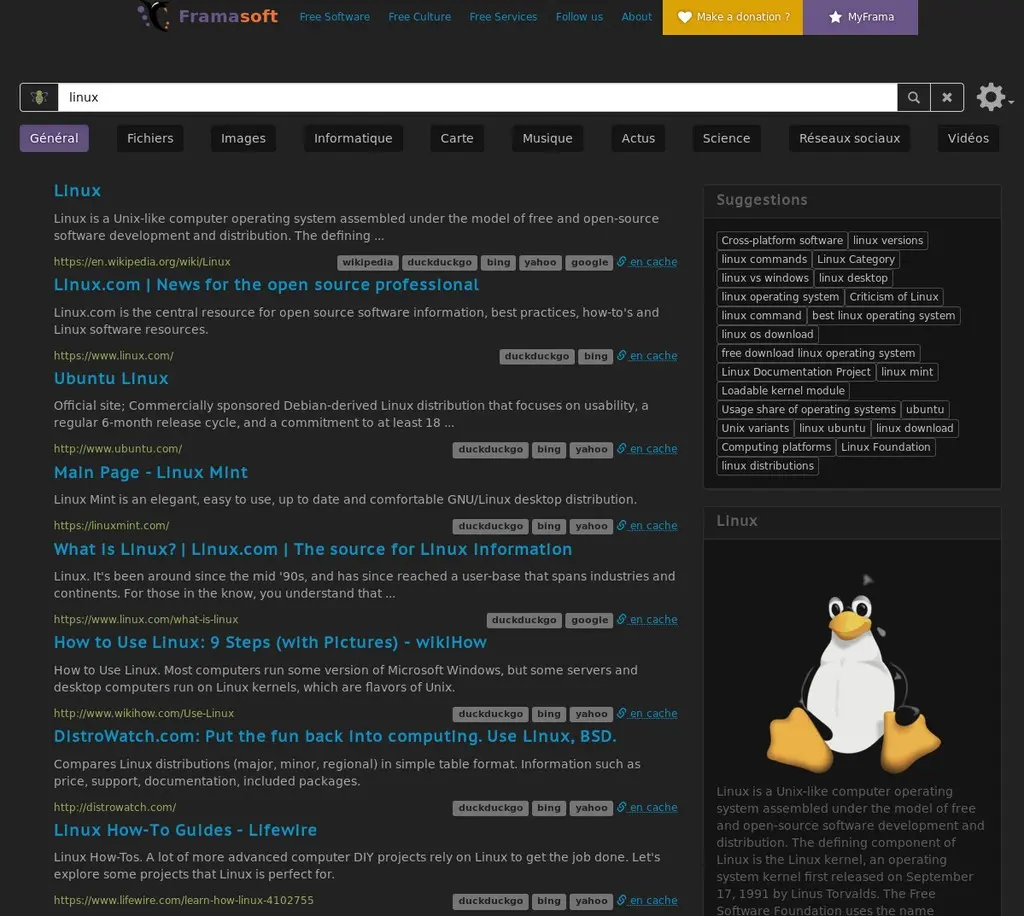 Framasoft Free Software Free Culture Free Services Follow us About Make a donation ? MyFrama
linux
Général Fichiers Images Informatique Carte Musique Actus Science Réseaux sociaux Vidéos
Linux
Linux is a Unix-like computer operating system assembled under the model of free and open-source
software development and distribution. The defining ...
https://en.wikipedia.org/wiki/Linux wikipedia duckduckgo bing yahoo google en cache
Linux.com | News for the open source professional
Linux.com is the central resource for open source software information, best practices, how-to's and
Linux software resources.
https://www.linux.com/ duckduckgo bing en cache
Ubuntu Linux
Official site; Commercially sponsored Debian-derived Linux distribution that focuses on usability, a
regular 6-month release cycle, and a commitment to at least 18 ...
http://www.ubuntu.com/ duckduckgo bing yahoo en cache
Main Page - Linux Mint
Linux Mint is an elegant, easy to use, up to date and comfortable GNU/Linux desktop distribution.
https://linuxmint.com/ duckduckgo bing yahoo en cache
What is Linux? | Linux.com | The source for Linux information
Linux. It's been around since the mid '90s, and has since reached a user-base that spans industries and
continents. For those in the know, you understand that ...
https://www.linux.com/what-is-linux duckduckgo google en cache
How to Use Linux: 9 Steps (with Pictures) - wikiHow
How to Use Linux. Most computers run some version of Microsoft Windows, but some servers and
desktop computers run on Linux kernels, which are flavors of Unix.
http://www.wikihow.com/Use-Linux duckduckgo bing yahoo en cache
DistroWatch.com: Put the fun back into computing. Use Linux, BSD.
Compares Linux distributions (major, minor, regional) in simple table format. Information such as
price, support, documentation, included packages.
http://distrowatch.com/ duckduckgo bing yahoo en cache
Linux How-To Guides - Lifewire
Linux How-Tos. A lot of more advanced computer DIY projects rely on Linux to get the job done. Let's
explore some projects that Linux is perfect for.
https://www.lifewire.com/learn-how-linux-4102755 duckduckgo bing yahoo en cache
Suggestions
Cross-platform software linux versions
linux commands Linux Category
linux vs windows linux desktop
linux operating system Criticism of Linux
linux command best linux operating system
linux os download
free download linux operating system
Linux Documentation Project linux mint
Loadable kernel module
Usage share of operating systems ubuntu
Unix variants linux ubuntu linux download
Computing platforms Linux Foundation
linux distributions
Linux
Linux is a Unix-like computer operating
system assembled under the model of free
and open-source software development and
distribution. The defining component of
Linux is the Linux kernel, an operating
system kernel first released on September
17, 1991 by Linus Torvalds. The Free
Software Foundation uses the name